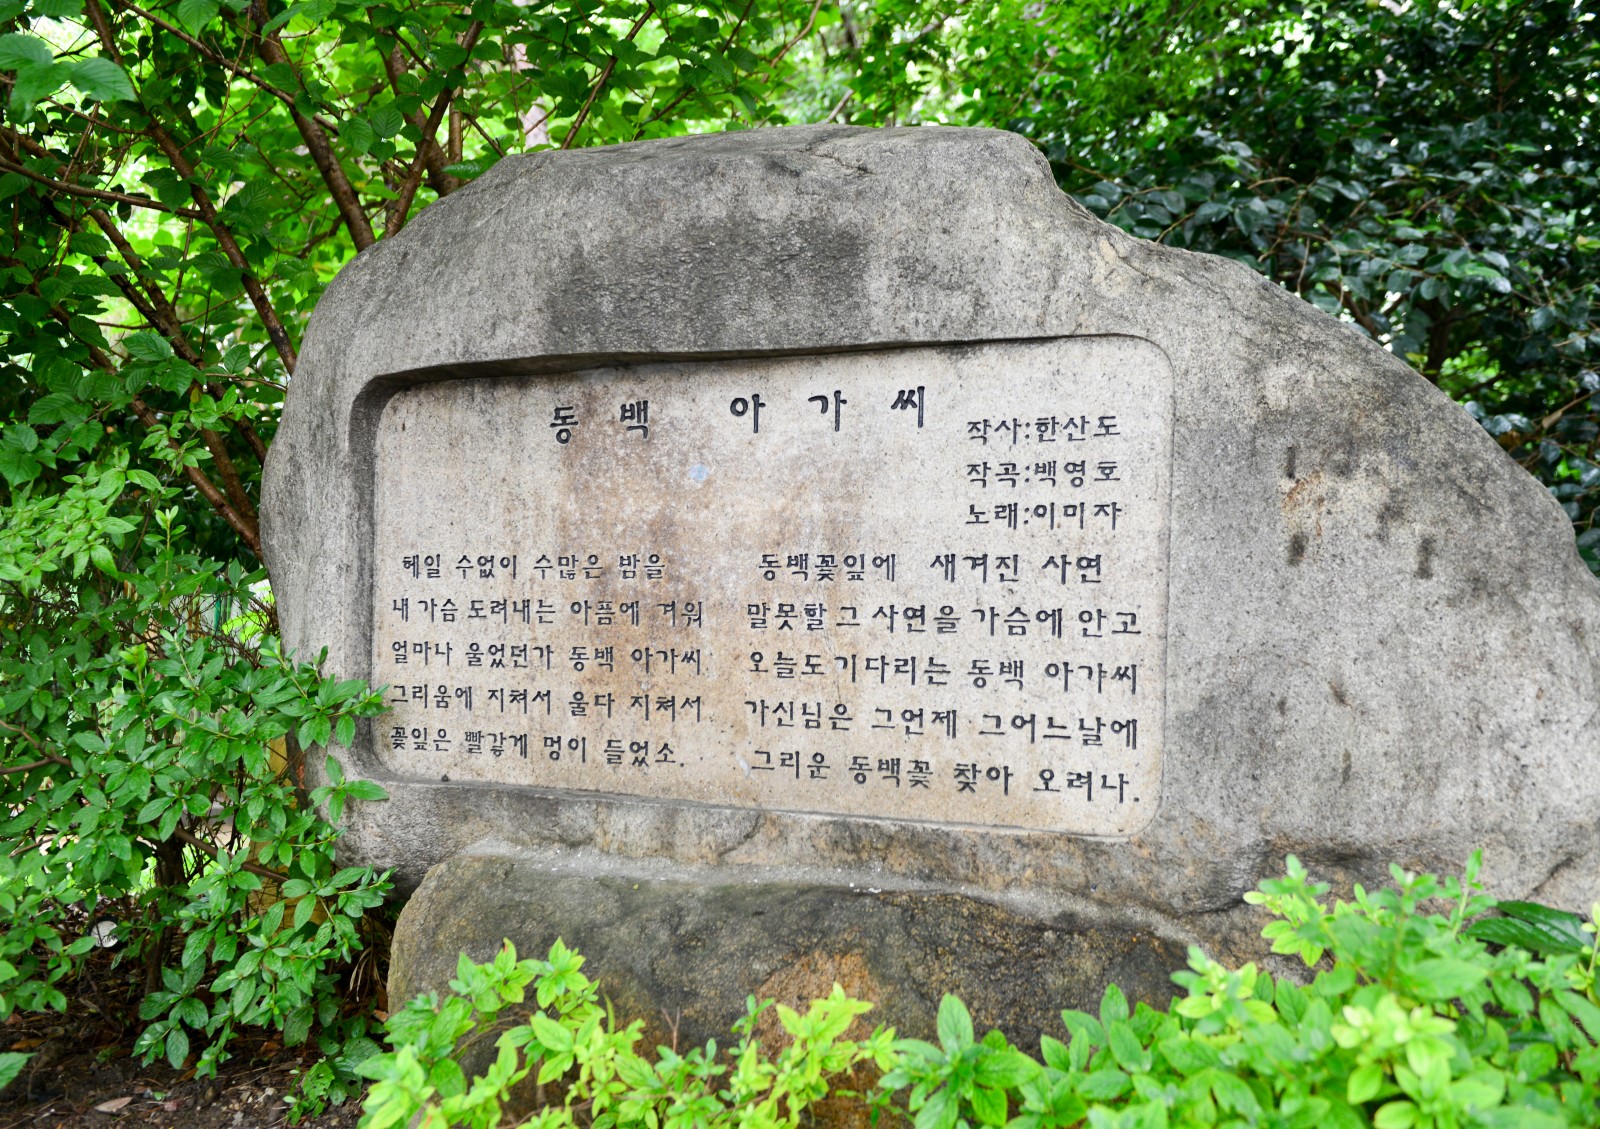 동백 아가씨
작사:한산도
작곡:백영호
노래:이미자
헤일 수없이 수많은 밤을
내 가슴 도려내는 아픔에 겨워
얼마나 울었던가 동백 아가씨
그리움에 지쳐서 울다 지쳐서
꽃잎은 빨갛게 멍이 들었소.
동백꽃잎에 새겨진 사연
말못할 그 사연을 가슴에 안고
오늘도 기다리는 동백 아가씨
가신님은 그언제 그어느날에
그리운 동백꽃 찾아 오려나.